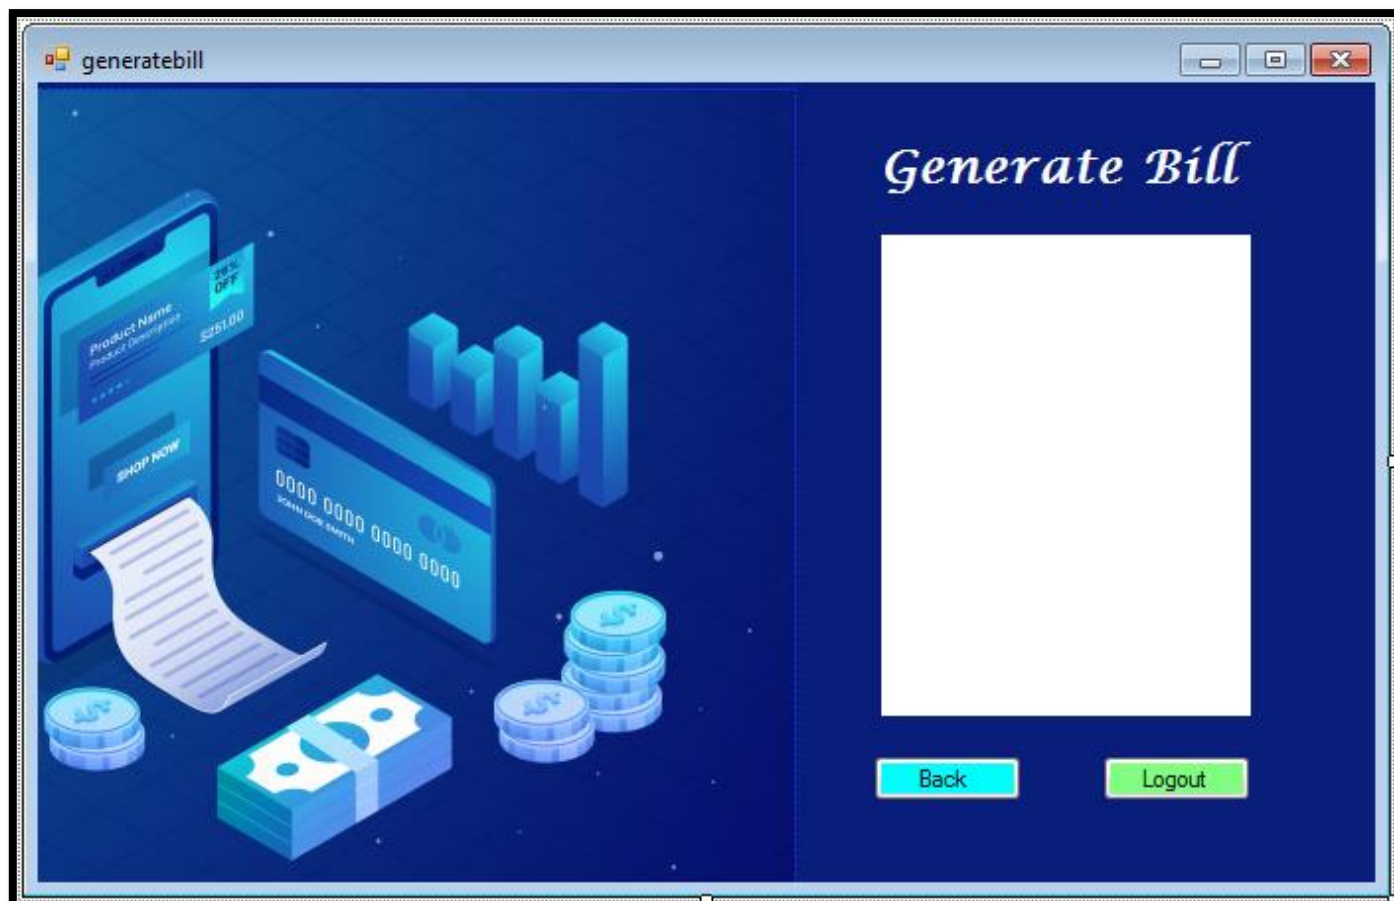 generatebill
Generate Bill
26%
OFF
Product Name
Product Description
$251.00
SHOP NOW
0000 0000 0000 0000
JOHN DOE SMITH
Back
Logout